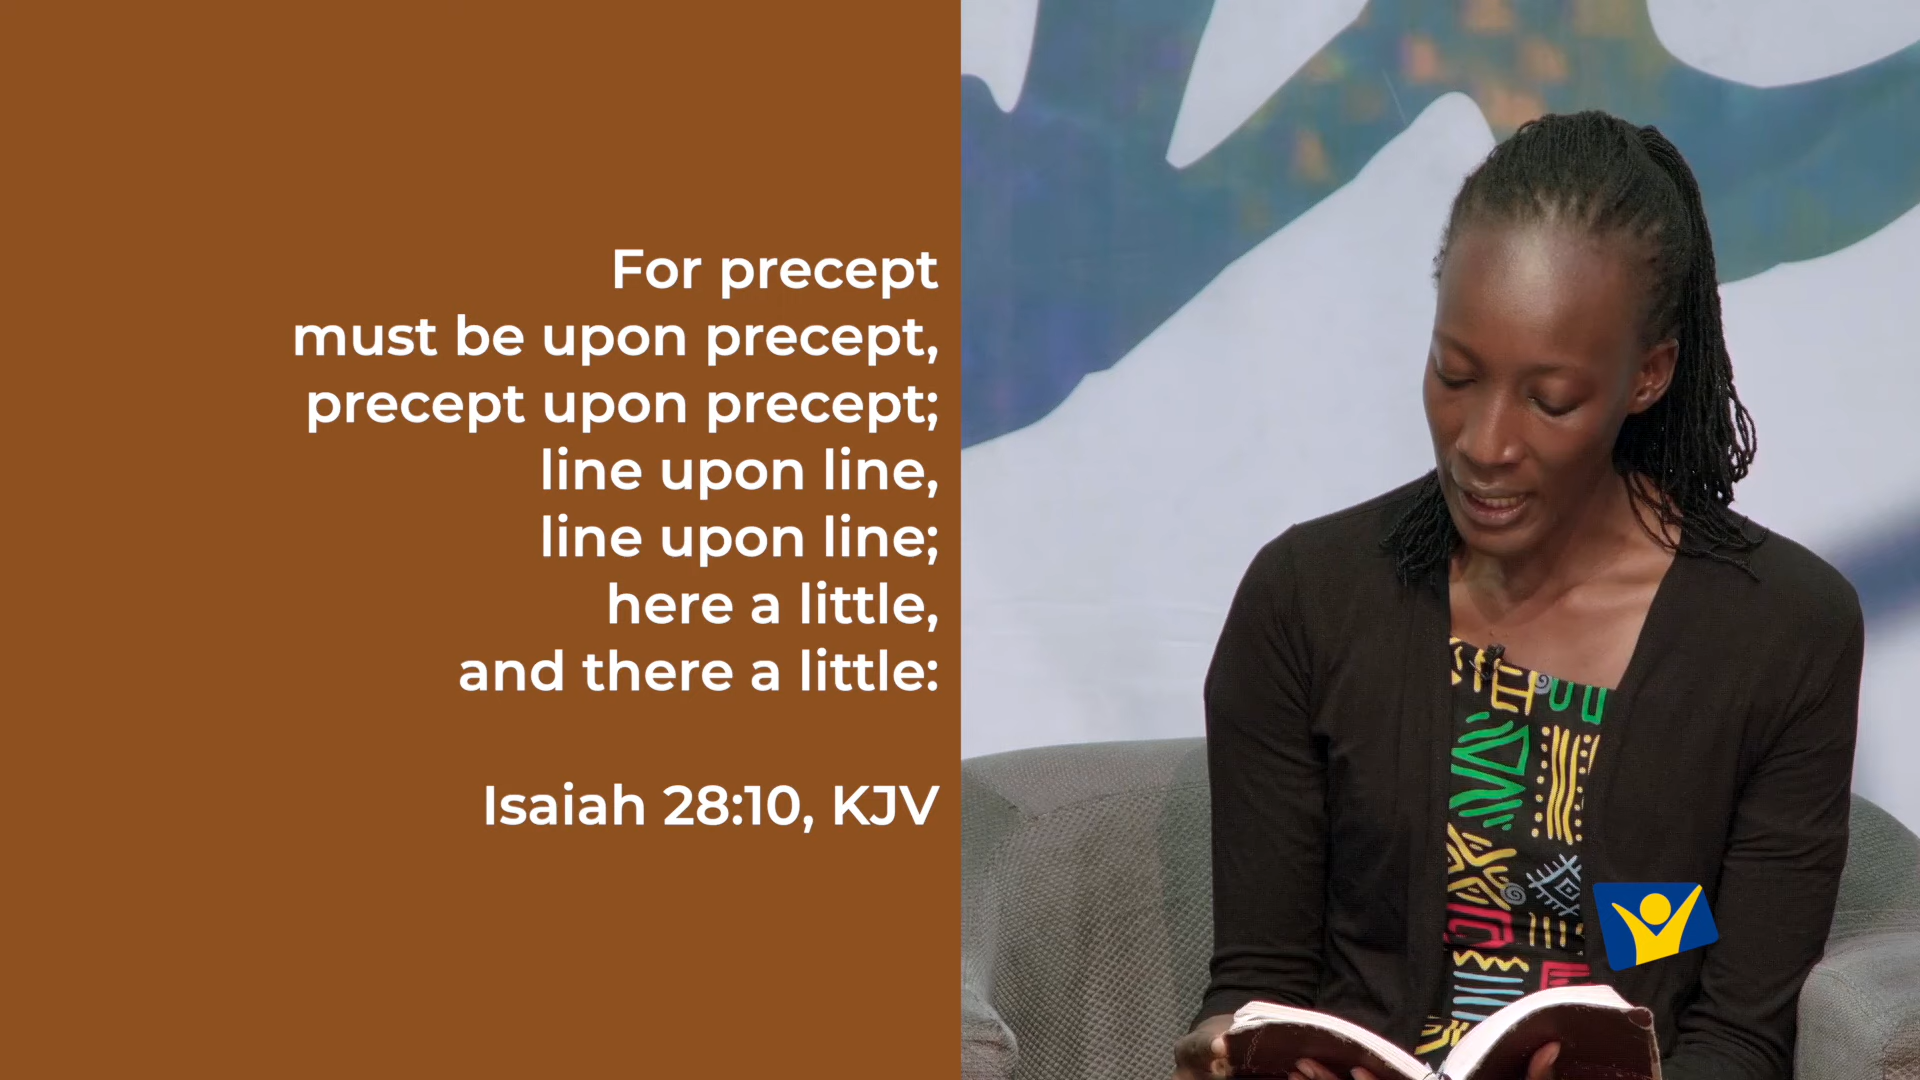 For precept
must be upon precept,
precept upon precept;
line upon line,
line upon line;
here a little,
and there a little:
Isaiah 28:10, KJV